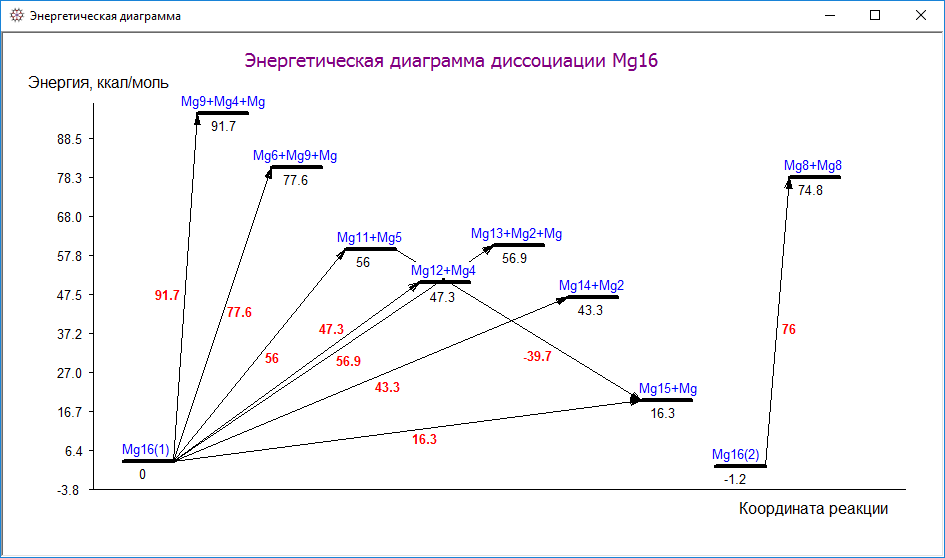 Энергетическая диаграмма
Энергетическая диаграмма диссоциации Mg16
Энергия, ккал/моль
Mg9+Mg4+Mg
91.7
88.5
Mg6+Mg9+Mg
77.6
Mg8+Mg8
74.8
78.3
68.0
Mg11+Mg5
56
Mg13+Mg2+Mg
56.9
57.8
Mg12+Mg4
47.3
Mg14+Mg2
43.3
47.5
91.7
77.6
47.3
76
37.2
56
56.9
-39.7
27.0
43.3
Mg15+Mg
16.3
16.7
16.3
6.4
Mg16(1)
0
Mg16(2)
-1.2
-3.8
Координата реакции